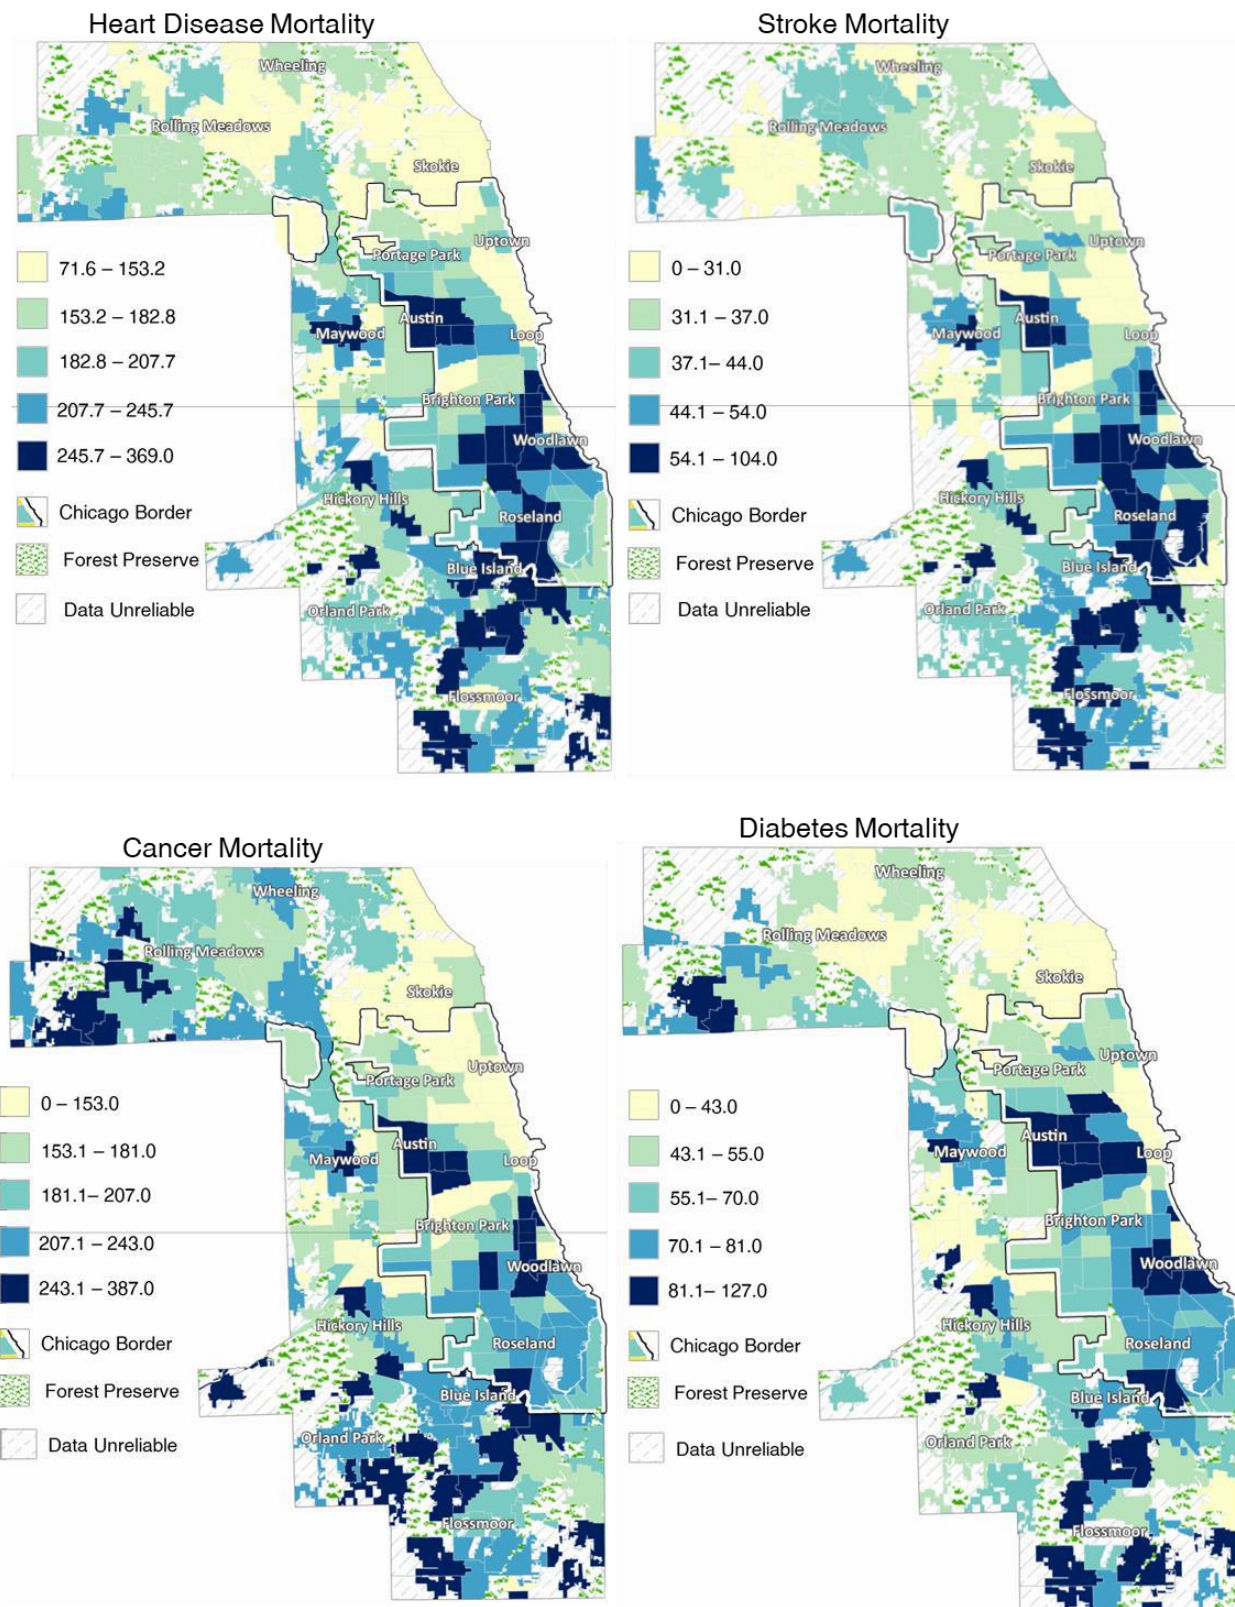 Heart Disease Mortality
Wheeling
Rolling Meadows
Skokie
Uptown
Portage Park
71.6 – 153.2
153.2 – 182.8
182.8 – 207.7
207.7 – 245.7
245.7 – 369.0
Chicago Border
Forest Preserve
Data Unreliable
Austin
Maywood
Loop
Brighton Park
Woodlawn
Hickory Hills
Roseland
Blue Island
Orland Park
Flossmoor
Stroke Mortality
Wheeling
Rolling Meadows
Skokie
Uptown
Portage Park
0 – 31.0
31.1 – 37.0
37.1– 44.0
44.1 – 54.0
54.1 – 104.0
Chicago Border
Forest Preserve
Data Unreliable
Austin
Maywood
Loop
Brighton Park
Woodlawn
Hickory Hills
Roseland
Blue Island
Orland Park
Flossmoor
Cancer Mortality
Wheeling
Rolling Meadows
Skokie
Uptown
Portage Park
0 – 153.0
153.1 – 181.0
181.1– 207.0
207.1 – 243.0
243.1 – 387.0
Chicago Border
Forest Preserve
Data Unreliable
Austin
Maywood
Loop
Brighton Park
Woodlawn
Hickory Hills
Roseland
Blue Island
Orland Park
Flossmoor
Diabetes Mortality
Wheeling
Rolling Meadows
Skokie
Uptown
Portage Park
0 – 43.0
43.1 – 55.0
55.1– 70.0
70.1 – 81.0
81.1– 127.0
Chicago Border
Forest Preserve
Data Unreliable
Austin
Maywood
Loop
Brighton Park
Woodlawn
Hickory Hills
Roseland
Blue Island
Orland Park
Flossmoor